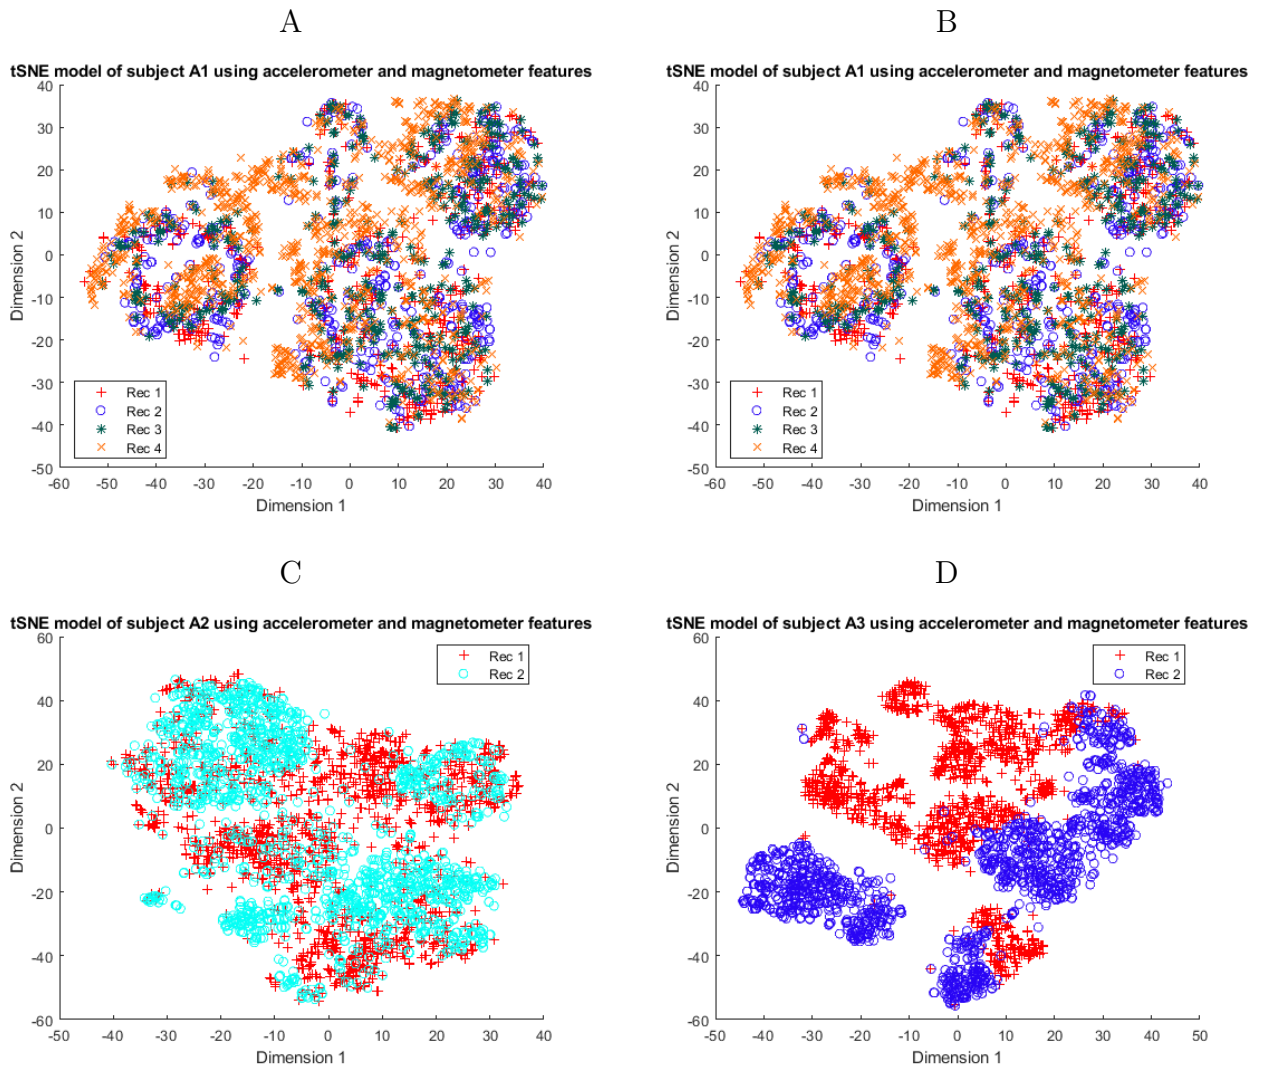 A
B
tSNE model of subject A1 using accelerometer and magnetometer features
40
30
20
10
0
-10
-20
-30
-40
-50
Dimension 2
Rec 1
Rec 2
Rec 3
Rec 4
-60 -50 -40 -30 -20 -10 0 10 20 30 40
Dimension 1
tSNE model of subject A1 using accelerometer and magnetometer features
40
30
20
10
0
-10
-20
-30
-40
-50
Dimension 2
Rec 1
Rec 2
Rec 3
Rec 4
-60 -50 -40 -30 -20 -10 0 10 20 30 40
Dimension 1
C
D
tSNE model of subject A2 using accelerometer and magnetometer features
60
40
20
0
-20
-40
-60
Dimension 2
Rec 1
Rec 2
-50 -40 -30 -20 -10 0 10 20 30 40
Dimension 1
tSNE model of subject A3 using accelerometer and magnetometer features
60
40
20
0
-20
-40
-60
Dimension 2
Rec 1
Rec 2
-50 -40 -30 -20 -10 0 10 20 30 40 50
Dimension 1